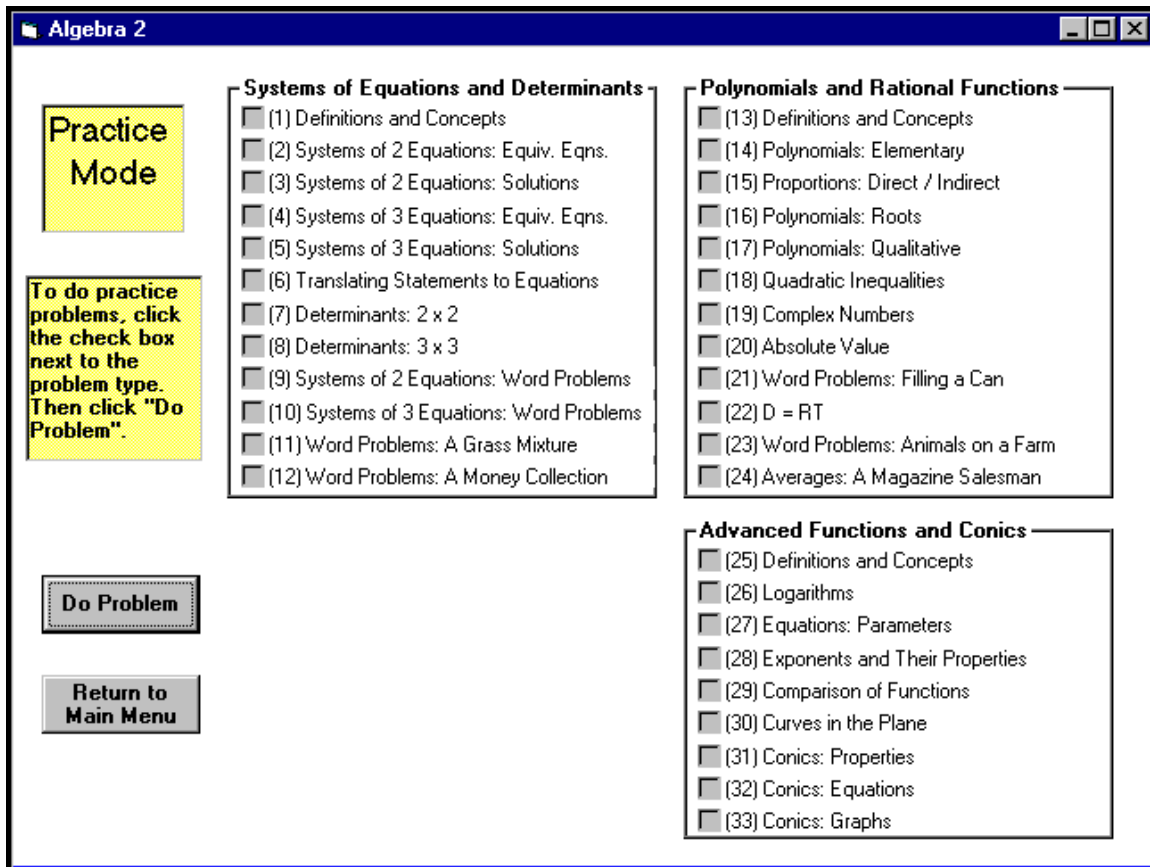 Algebra 2
Practice
Mode
To do practice
problems, click
the check box
next to the
problem type.
Then click "Do
Problem".
Do Problem
Return to
Main Menu
Systems of Equations and Determinants
(1) Definitions and Concepts
(2) Systems of 2 Equations: Equiv. Eqns.
(3) Systems of 2 Equations: Solutions
(4) Systems of 3 Equations: Equiv. Eqns.
(5) Systems of 3 Equations: Solutions
(6) Translating Statements to Equations
(7) Determinants: 2 x 2
(8) Determinants: 3 x 3
(9) Systems of 2 Equations: Word Problems
(10) Systems of 3 Equations: Word Problems
(11) Word Problems: A Grass Mixture
(12) Word Problems: A Money Collection
Polynomials and Rational Functions
(13) Definitions and Concepts
(14) Polynomials: Elementary
(15) Proportions: Direct / Indirect
(16) Polynomials: Roots
(17) Polynomials: Qualitative
(18) Quadratic Inequalities
(19) Complex Numbers
(20) Absolute Value
(21) Word Problems: Filling a Can
(22) D = RT
(23) Word Problems: Animals on a Farm
(24) Averages: A Magazine Salesman
Advanced Functions and Conics
(25) Definitions and Concepts
(26) Logarithms
(27) Equations: Parameters
(28) Exponents and Their Properties
(29) Comparison of Functions
(30) Curves in the Plane
(31) Conics: Properties
(32) Conics: Equations
(33) Conics: Graphs